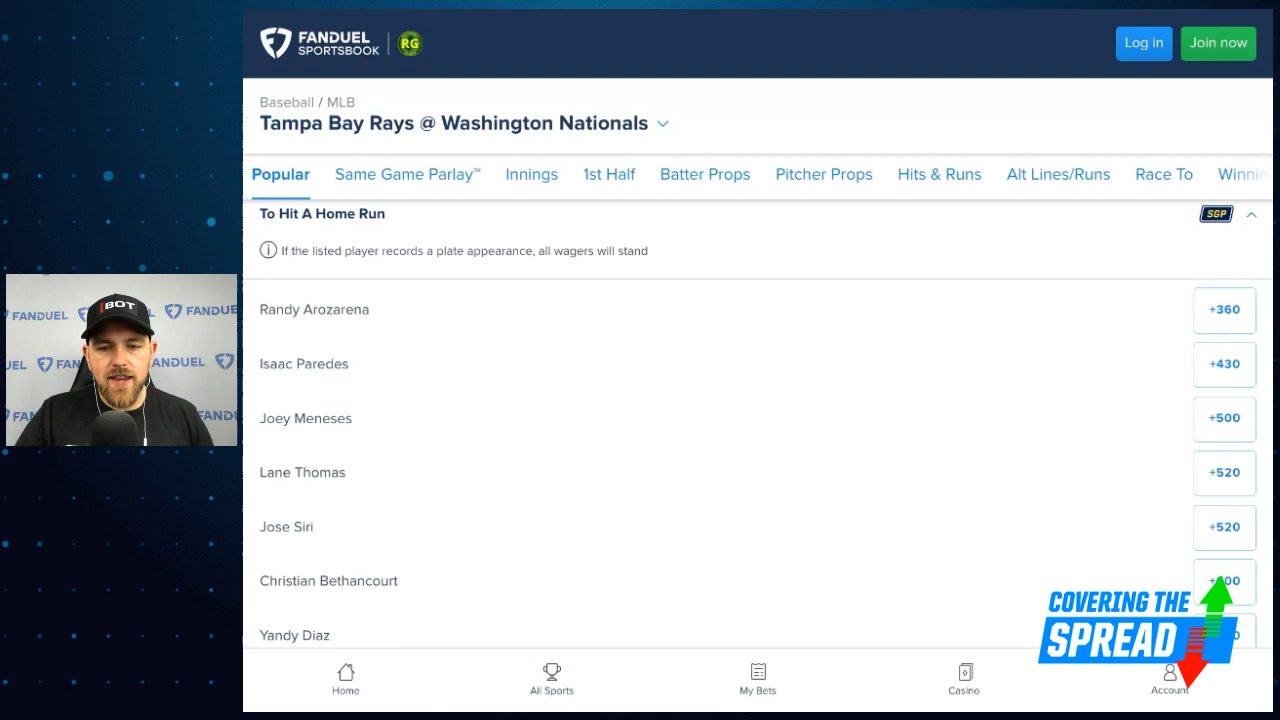 FANDUEL
SPORTSBOOK
RG
Log in
Join now
Baseball / MLB
Tampa Bay Rays @ Washington Nationals
Popular
Same Game Parlay™
Innings
1st Half
Batter Props
Pitcher Props
Hits & Runs
Alt Lines/Runs
Race To
Winnin
To Hit A Home Run
SGP
If the listed player records a plate appearance, all wagers will stand
Randy Arozarena
+360
Isaac Paredes
+430
Joey Meneses
+500
Lane Thomas
+520
Jose Siri
+520
Christian Bethancourt
Yandy Diaz
COVERING THE
SPREAD
Home
All Sports
My Bets
Casino
Account
BOT
FANDUEL
FANDUEL